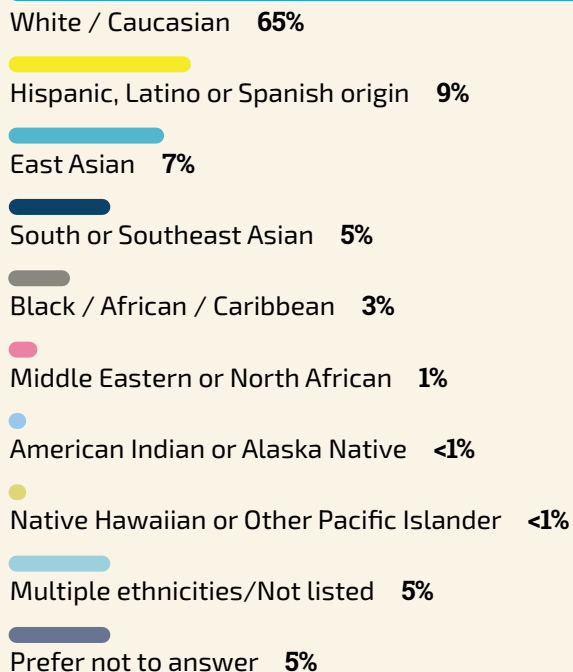 White / Caucasian 65%
Hispanic, Latino or Spanish origin 9%
East Asian 7%
South or Southeast Asian 5%
Black / African / Caribbean 3%
Middle Eastern or North African 1%
American Indian or Alaska Native <1%
Native Hawaiian or Other Pacific Islander <1%
Multiple ethnicities/Not listed 5%
Prefer not to answer 5%